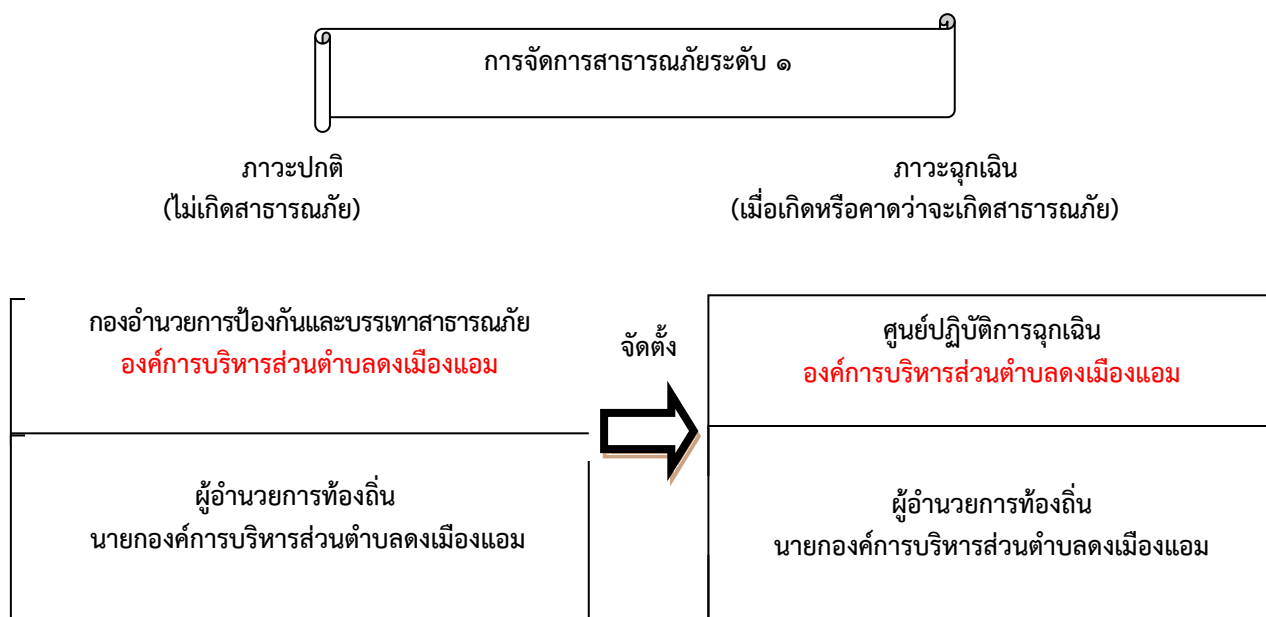 การจัดการสาธารณภัยระดับ ๑
ภาวะปกติ
(ไม่เกิดสาธารณภัย)
ภาวะฉุกเฉิน
(เมื่อเกิดหรือคาดว่าจะเกิดสาธารณภัย)
กองอำนวยการป้องกันและบรรเทาสาธารณภัย
องค์การบริหารส่วนตำบลดงเมืองแอม
จัดตั้ง
ศูนย์ปฏิบัติการฉุกเฉิน
องค์การบริหารส่วนตำบลดงเมืองแอม
ผู้อำนวยการท้องถิ่น
นายกองค์การบริหารส่วนตำบลดงเมืองแอม
ผู้อำนวยการท้องถิ่น
นายกองค์การบริหารส่วนตำบลดงเมืองแอม